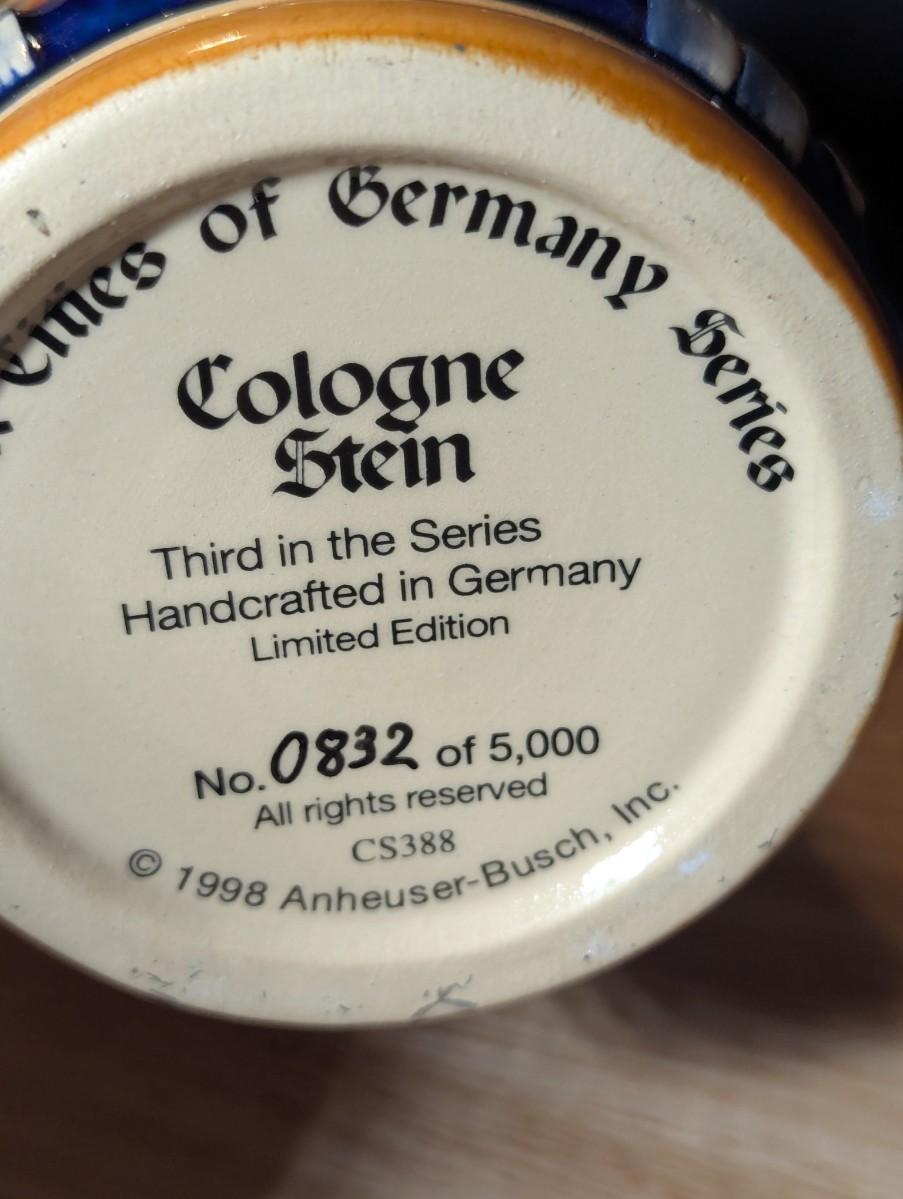 Cities of Germany Series
Cologne
Stein
Third in the Series
Handcrafted in Germany
Limited Edition
No. 0832 of 5,000
All rights reserved
CS388
© 1998 Anheuser-Busch, Inc.